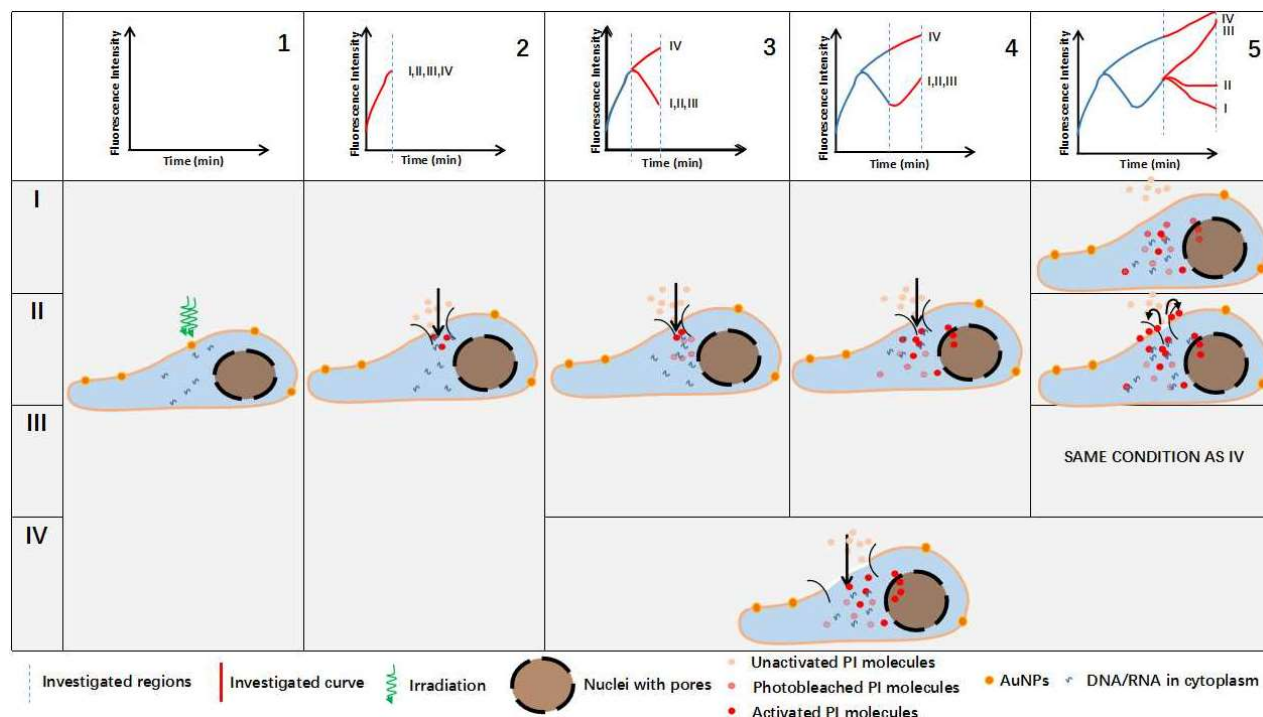 Fluorescence Intensity
Time (min)
1
Fluorescence Intensity
Time (min)
I,II,III,IV
2
Fluorescence Intensity
Time (min)
IV
I,II,III
3
Fluorescence Intensity
Time (min)
IV
I,II,III
4
Fluorescence Intensity
Time (min)
IV
III
II
I
5
I
II
III
SAME CONDITION AS IV
IV
Investigated regions
Investigated curve
Irradiation
Nuclei with pores
Unactivated PI molecules
Photobleached PI molecules
Activated PI molecules
AuNPs
DNA/RNA in cytoplasm